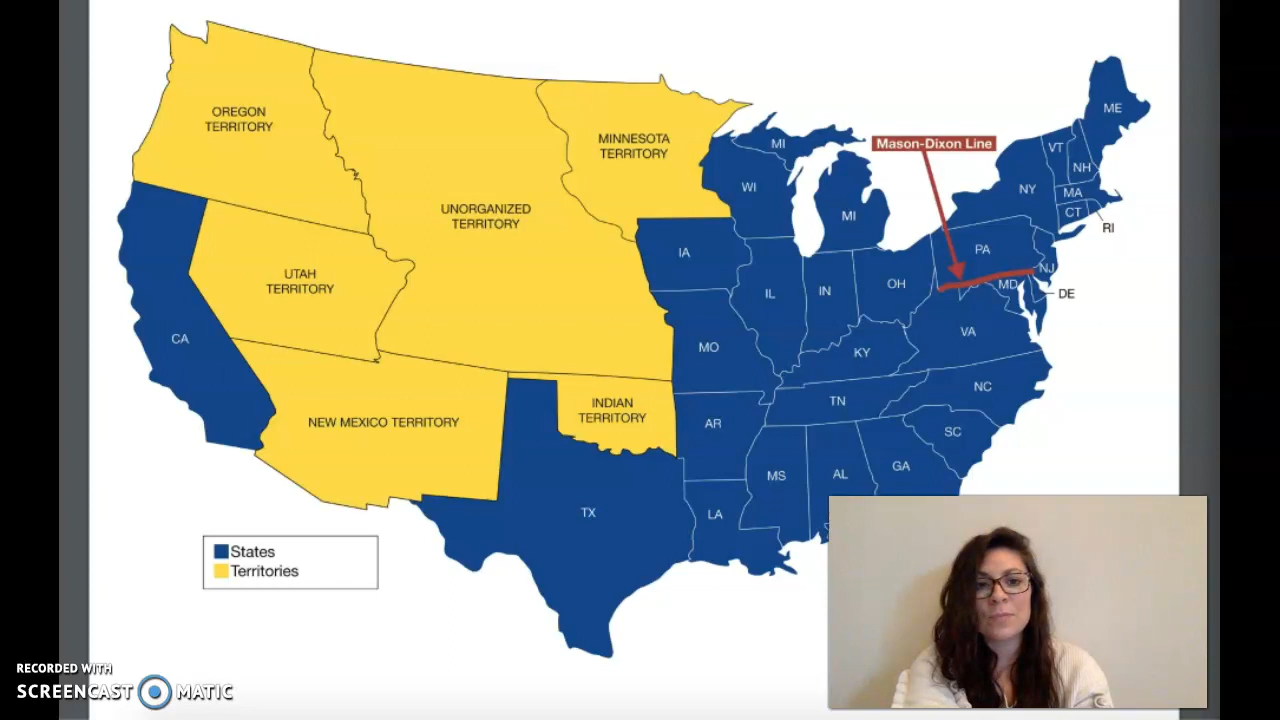 OREGON
TERRITORY
MINNESOTA
TERRITORY
UNORGANIZED
TERRITORY
UTAH
TERRITORY
NEW MEXICO TERRITORY
INDIAN
TERRITORY
Mason-Dixon Line
ME
VT
NH
MA
CT
RI
NY
MI
MI
WI
PA
NJ
MD
DE
IA
IL
IN
OH
VA
CA
MO
KY
NC
TN
SC
AR
MS
AL
GA
TX
LA
States
Territories
RECORDED WITH
SCREENCAST MATIC